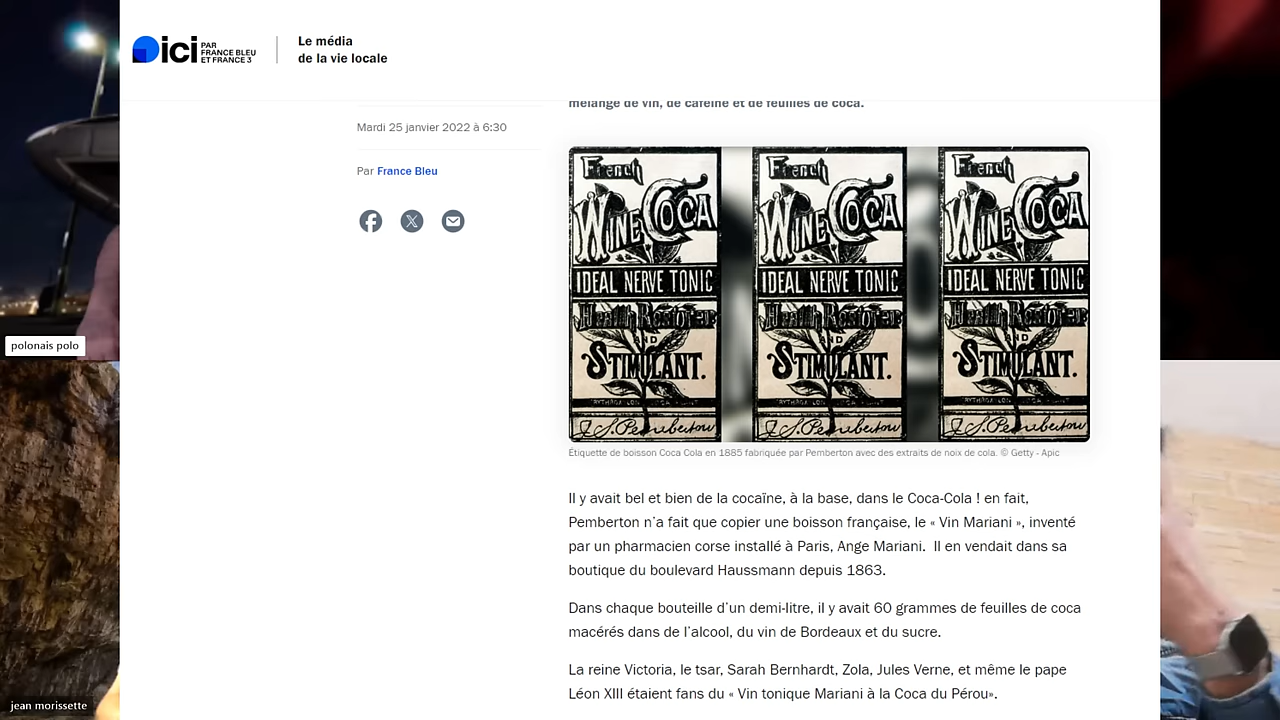 ici PAR
FRANCE BLEU
ET FRANCE 3
Le média
de la vie locale
mélange de vin, de caféine et de feuilles de coca.
Mardi 25 janvier 2022 à 6:30
Par France Bleu
French
WINE COCA
IDEAL NERVE TONIC
Health Restorer
AND
STIMULANT.
J. S. Pemberton
French
WINE COCA
IDEAL NERVE TONIC
Health Restorer
AND
STIMULANT.
J. S. Pemberton
French
WINE COCA
IDEAL NERVE TONIC
Health Restorer
AND
STIMULANT.
J. S. Pemberton
Étiquette de boisson Coca Cola en 1885 fabriquée par Pemberton avec des extraits de noix de cola. © Getty - Apic
Il y avait bel et bien de la cocaïne, à la base, dans le Coca-Cola ! en fait,
Pemberton n’a fait que copier une boisson française, le « Vin Mariani », inventé
par un pharmacien corse installé à Paris, Ange Mariani.  Il en vendait dans sa
boutique du boulevard Haussmann depuis 1863.
Dans chaque bouteille d’un demi-litre, il y avait 60 grammes de feuilles de coca
macérés dans de l’alcool, du vin de Bordeaux et du sucre.
La reine Victoria, le tsar, Sarah Bernhardt, Zola, Jules Verne, et même le pape
Léon XIII étaient fans du « Vin tonique Mariani à la Coca du Pérou».
polonais polo
jean morissette